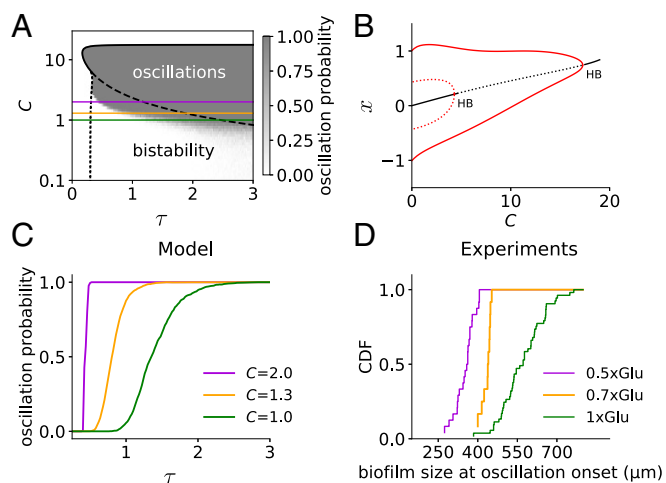 A
10
1
0.1
C
0
1
2
3
τ
oscillations
bistability
1.00
0.75
0.50
0.25
0.00
oscillation probability
B
1
0
−1
x
0
10
20
C
HB
HB
C
Model
1.0
0.5
0.0
oscillation probability
1
2
3
τ
C=2.0
C=1.3
C=1.0
D
Experiments
1.0
0.5
0.0
CDF
250
400
550
700
biofilm size at oscillation onset (μm)
0.5xGlu
0.7xGlu
1xGlu